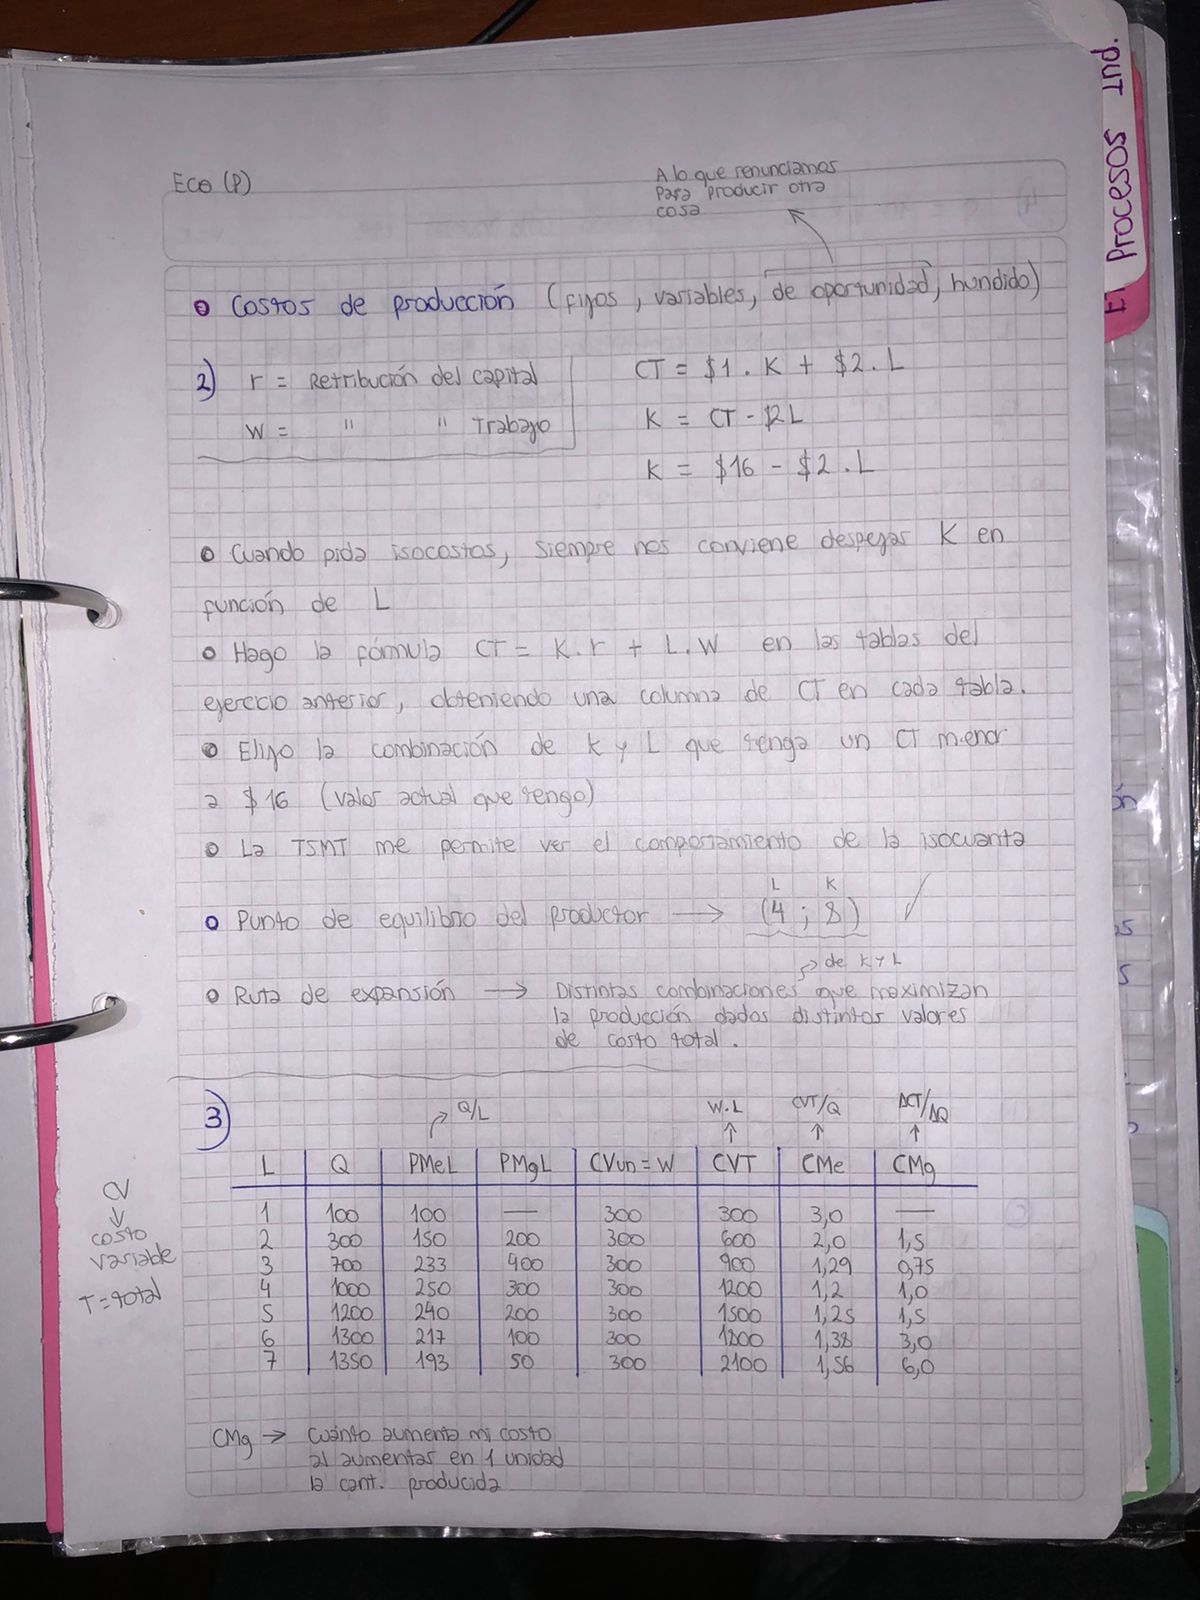 Procesos Ind.
Eco (P)
A lo que renunciamos
para producir otra
cosa
Costos de producción (fijos, variables, de oportunidad, hundido)
2) r = Retribución del capital
w = " " Trabajo
CT = $1 . K + $2 . L
K = CT - $2L
K = $16 - $2 . L
Cuando pida isocostos, siempre nos conviene despejar K en
función de L
Hago la fórmula CT = K.r + L.W en las tablas del
ejercicio anterior, obteniendo una columna de CT en cada tabla.
Elijo la combinación de K y L que tenga un CT menor
a $16 (valor actual que tengo)
La TSMT me permite ver el comportamiento de la isocuanta
L K
Punto de equilibrio del productor → (4 ; 8)
de K y L
Ruta de expansión → Distintas combinaciones que maximizan
la producción dados distintos valores
de costo total.
3)
Q/L W.L CVT/Q ΔCT/ΔQ
L Q PMeL PMgL CVun = W CVT CMe CMg
1 100 100 — 300 300 3,0 —
2 300 150 200 300 600 2,0 1,5
3 700 233 400 300 900 1,29 0,75
4 1000 250 300 300 1200 1,2 1,0
5 1200 240 200 300 1500 1,25 1,5
6 1300 217 100 300 1800 1,38 3,0
7 1350 193 50 300 2100 1,56 6,0
CV
↓
costo
variable
T = total
CMg → Cuánto aumenta mi costo
al aumentar en 1 unidad
la cant. producida